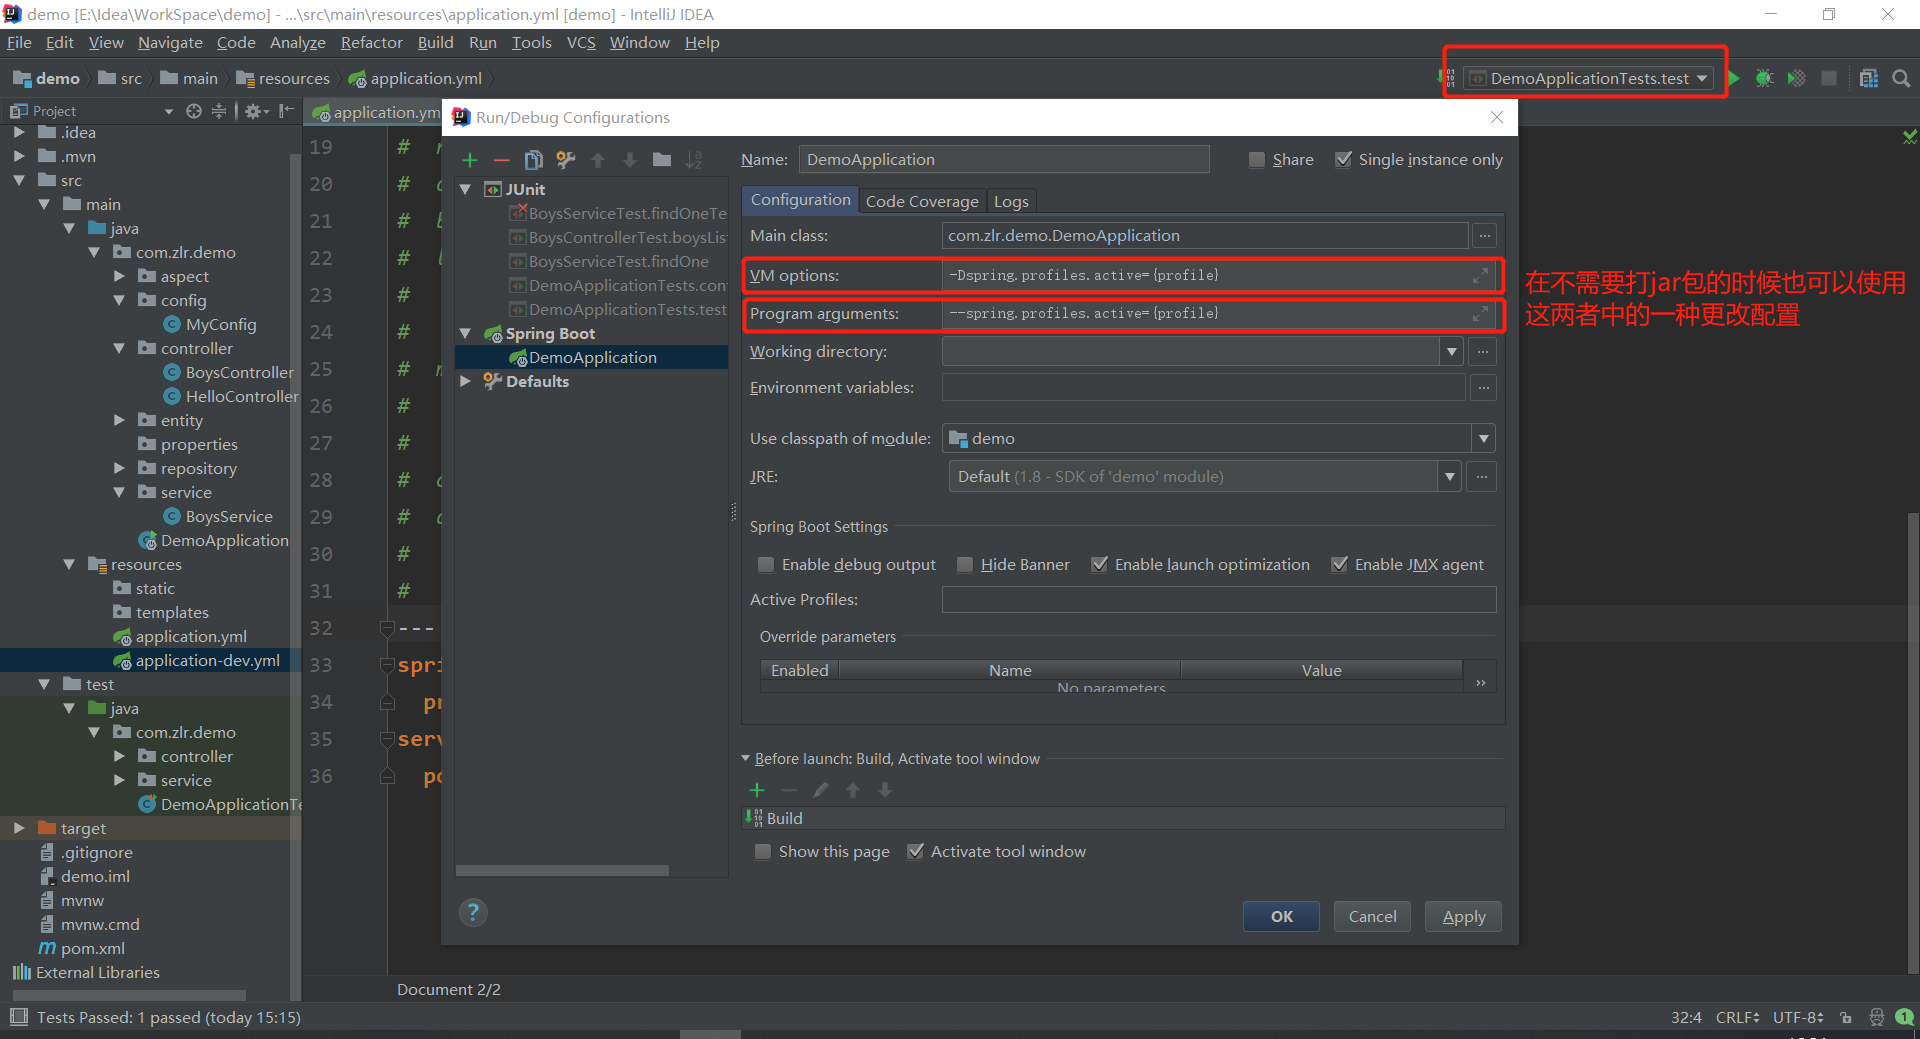 demo [E:\Idea\WorkSpace\demo] - ...\src\main\resources\application.yml [demo] - IntelliJ IDEA
File Edit View Navigate Code Analyze Refactor Build Run Tools VCS Window Help
demo src main resources application.yml
DemoApplicationTests.test
Project
application.ym
.idea
.mvn
src
main
java
com.zlr.demo
aspect
config
MyConfig
controller
BoysController
HelloController
entity
properties
repository
service
BoysService
DemoApplication
resources
static
templates
application.yml
application-dev.yml
test
java
com.zlr.demo
controller
service
DemoApplicationTe
target
.gitignore
demo.iml
mvnw
mvnw.cmd
pom.xml
External Libraries
19 #
20 #
21 #
22 #
23 #
24 #
25 #
26 #
27 #
28 #
29 #
30 #
31 #
32 ---
33 spri
34 pr
35 serv
36 po
Document 2/2
Run/Debug Configurations
JUnit
BoysServiceTest.findOneTe
BoysControllerTest.boysLis
BoysServiceTest.findOne
DemoApplicationTests.con
DemoApplicationTests.test
Spring Boot
DemoApplication
Defaults
Name: DemoApplication Share Single instance only
Configuration Code Coverage Logs
Main class: com.zlr.demo.DemoApplication ...
VM options: -Dspring.profiles.active={profile}
Program arguments: --spring.profiles.active={profile}
Working directory: ...
Environment variables: ...
Use classpath of module: demo
JRE: Default (1.8 - SDK of 'demo' module) ...
Spring Boot Settings
Enable debug output Hide Banner Enable launch optimization Enable JMX agent
Active Profiles:
Override parameters
Enabled Name Value
No parameters
Before launch: Build, Activate tool window
Build
Show this page Activate tool window
? OK Cancel Apply
在不需要打jar包的时候也可以使用
这两者中的一种更改配置
Tests Passed: 1 passed (today 15:15) 32:4 CRLF UTF-8 1